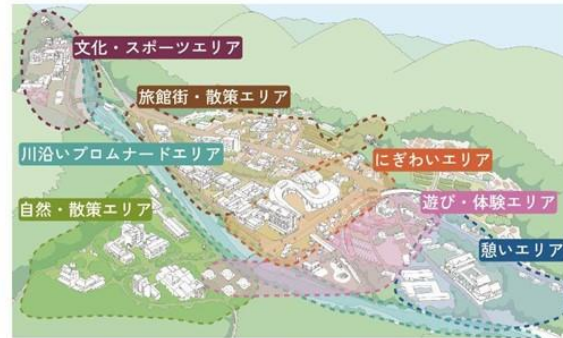 文化・スポーツエリア
旅館街・散策エリア
川沿いプロムナードエリア
にぎわいエリア
自然・散策エリア
遊び・体験エリア
憩いエリア